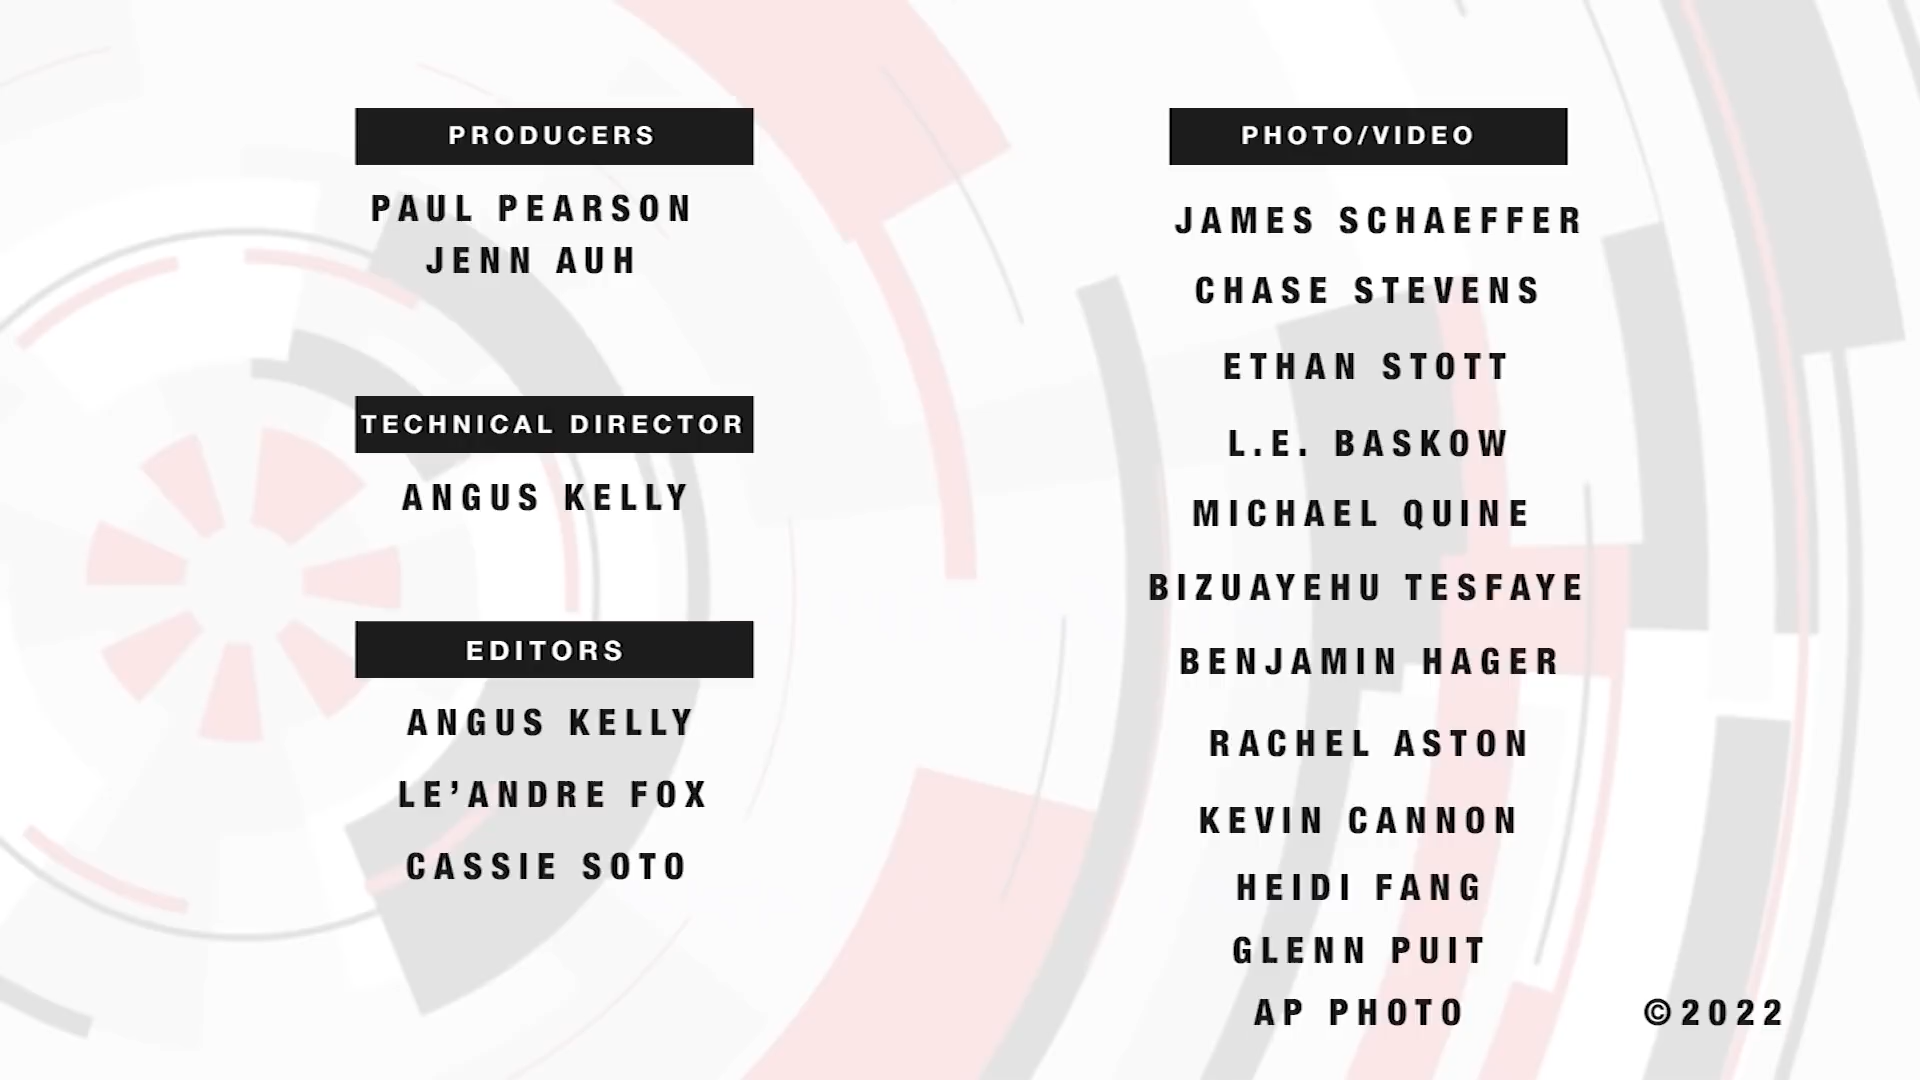 PRODUCERS
PAUL PEARSON
JENN AUH
TECHNICAL DIRECTOR
ANGUS KELLY
EDITORS
ANGUS KELLY
LE’ANDRE FOX
CASSIE SOTO
PHOTO/VIDEO
JAMES SCHAEFFER
CHASE STEVENS
ETHAN STOTT
L.E. BASKOW
MICHAEL QUINE
BIZUAYEHU TESFAYE
BENJAMIN HAGER
RACHEL ASTON
KEVIN CANNON
HEIDI FANG
GLENN PUIT
AP PHOTO
©2022